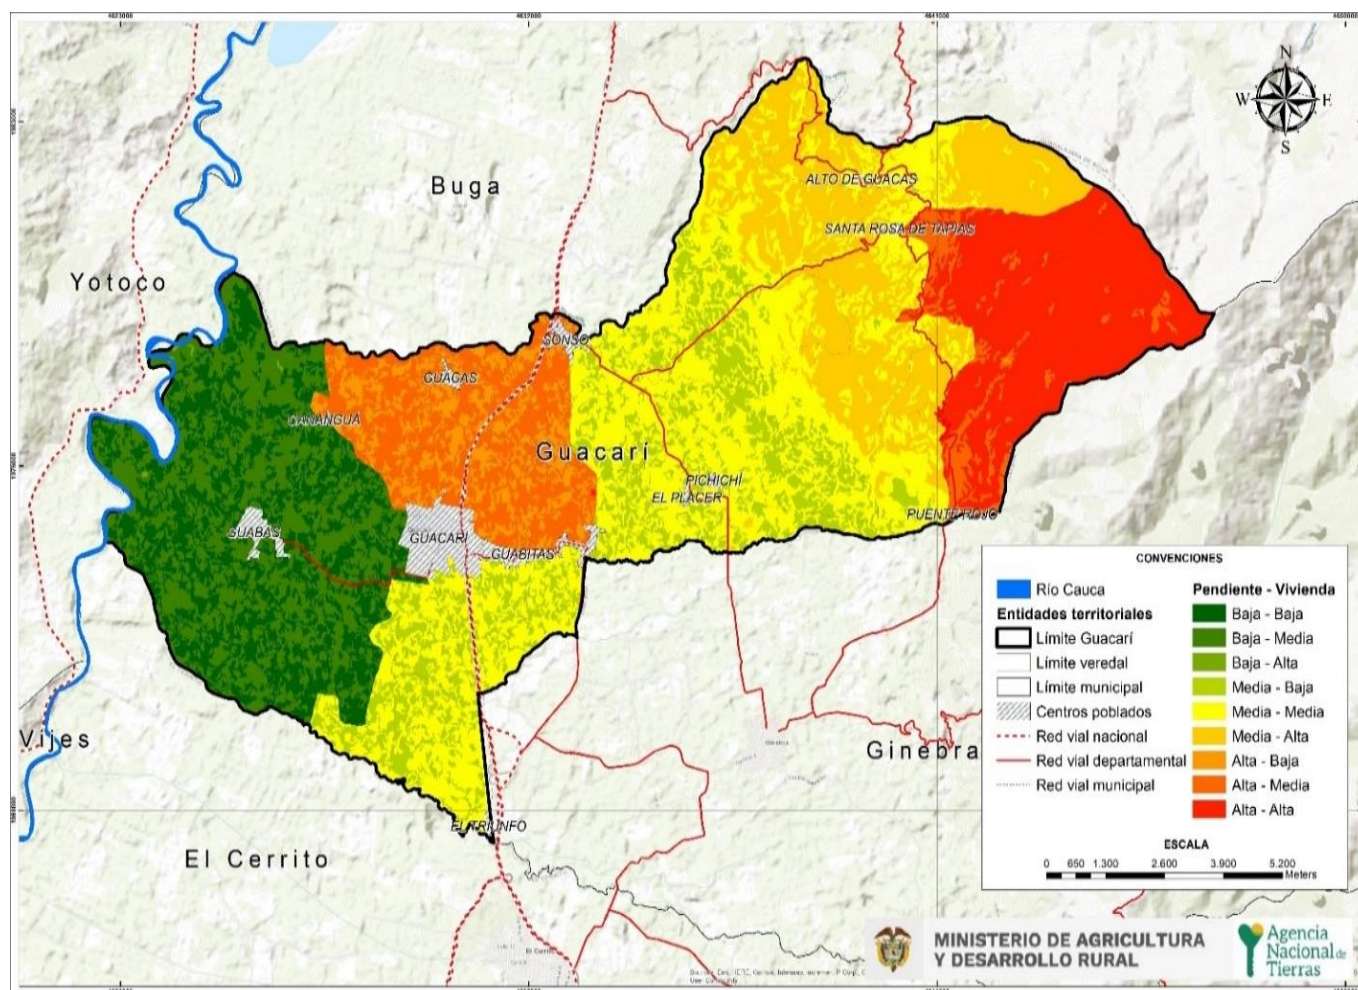 N
W E
S
Buga
Yotoco
ALTO DE GUACAS
SANTA ROSA DE TAPIAS
SONSO
GUACAS
CANANGUA
Guacarí
PICHICHÍ
EL PLACER
PUENTE ROJO
GUABAS
GUACARI
GUABITAS
Vijes
Ginebra
EL TRIUNFO
El Cerrito
CONVENCIONES
Río Cauca
Entidades territoriales
Límite Guacarí
Límite veredal
Límite municipal
Centros poblados
Red vial nacional
Red vial departamental
Red vial municipal
Pendiente - Vivienda
Baja - Baja
Baja - Media
Baja - Alta
Media - Baja
Media - Media
Media - Alta
Alta - Baja
Alta - Media
Alta - Alta
ESCALA
0 650 1.300 2.600 3.900 5.200
Meters
MINISTERIO DE AGRICULTURA
Y DESARROLLO RURAL
Agencia
Nacional de
Tierras